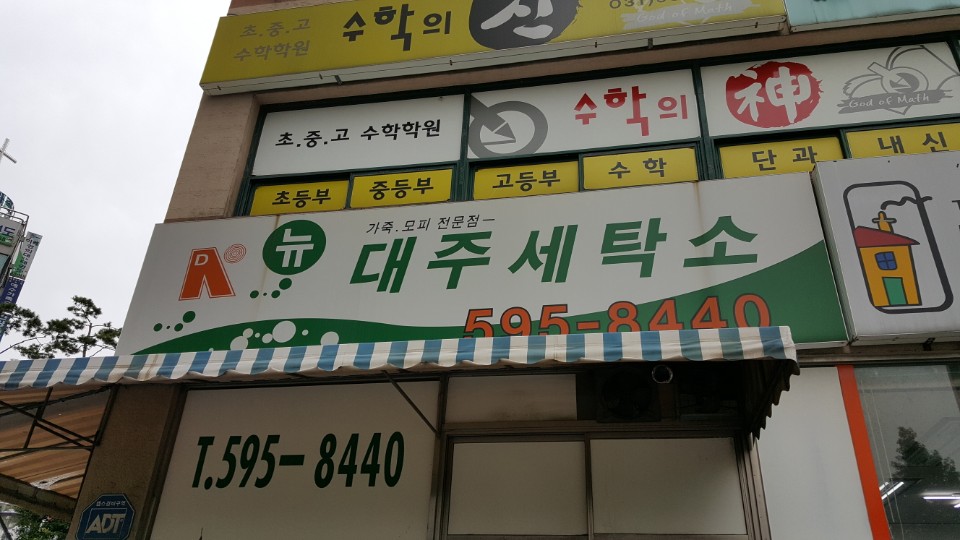 초.중.고
수학학원
수학의 신
God of Math
초.중.고 수학학원
수학의 神
God of Math
초등부 중등부 고등부 수학 단과 내신
가죽.모피 전문점
D
뉴 대주세탁소
595-8440
T.595-8440
ADT